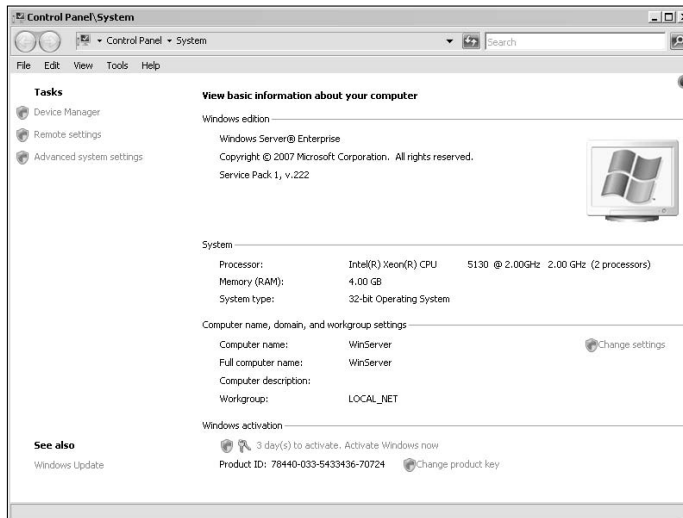 Control Panel\System
Control Panel System
Search
File Edit View Tools Help
Tasks
Device Manager
Remote settings
Advanced system settings
See also
Windows Update
View basic information about your computer
Windows edition
Windows Server® Enterprise
Copyright © 2007 Microsoft Corporation. All rights reserved.
Service Pack 1, v.222
System
Processor: Intel(R) Xeon(R) CPU 5130 @ 2.00GHz 2.00 GHz (2 processors)
Memory (RAM): 4.00 GB
System type: 32-bit Operating System
Computer name, domain, and workgroup settings
Computer name: WinServer Change settings
Full computer name: WinServer
Computer description:
Workgroup: LOCAL_NET
Windows activation
3 day(s) to activate. Activate Windows now
Product ID: 78440-033-5433436-70724 Change product key